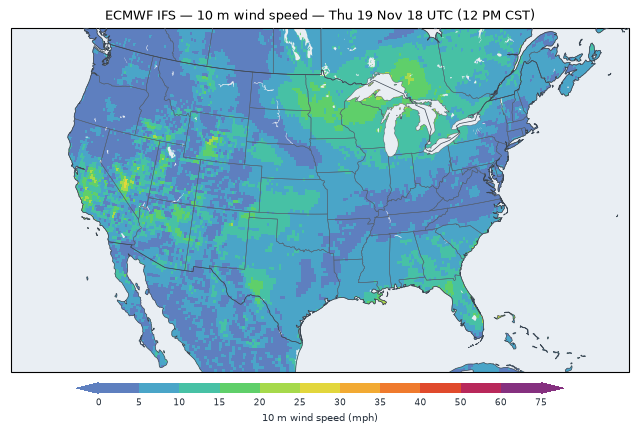 ECMWF IFS — 10 m wind speed — Thu 19 Nov 18 UTC (12 PM CST)
0 5 10 15 20 25 30 35 40 50 60 75
10 m wind speed (mph)